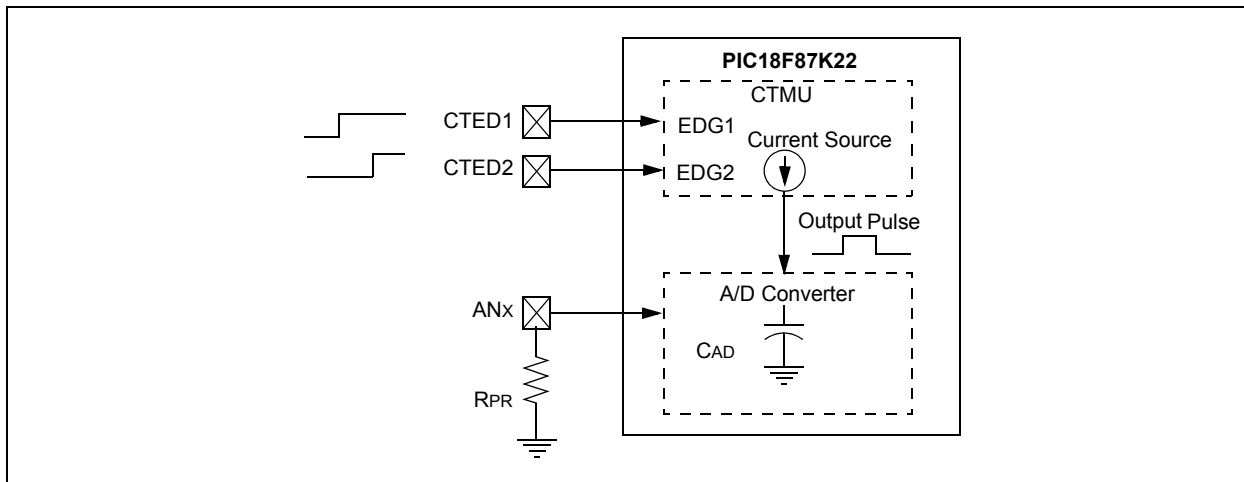 PIC18F87K22
CTMU
CTED1
EDG1
Current Source
CTED2
EDG2
Output Pulse
A/D Converter
ANX
CAD
RPR